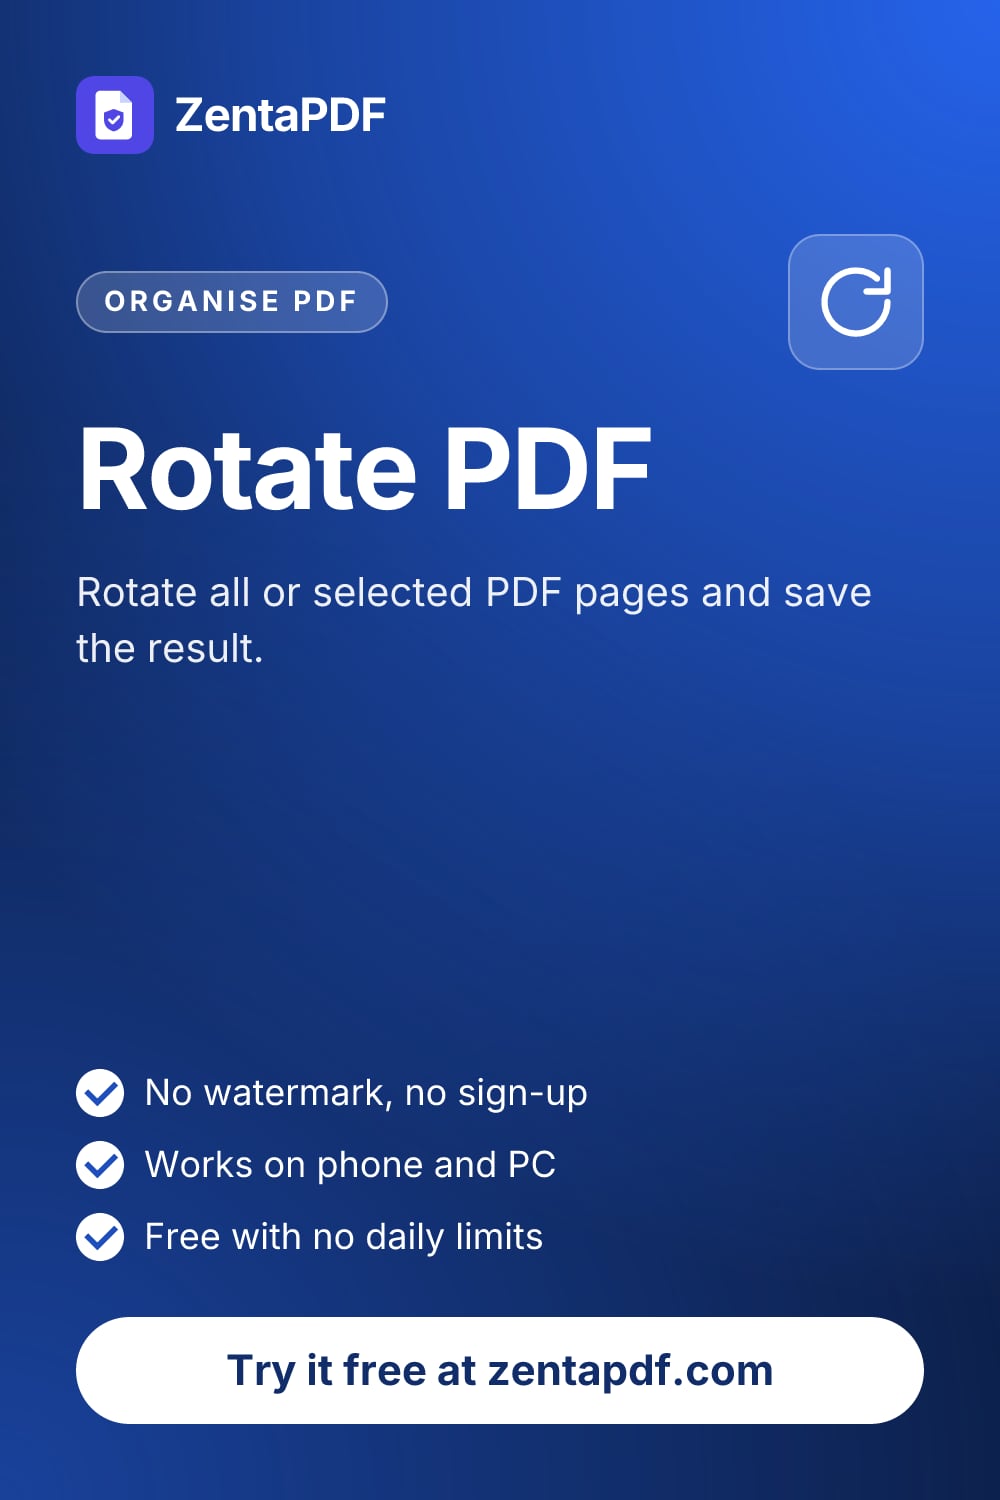 ZentaPDF
ORGANISE PDF
Rotate PDF
Rotate all or selected PDF pages and save
the result.
No watermark, no sign-up
Works on phone and PC
Free with no daily limits
Try it free at zentapdf.com